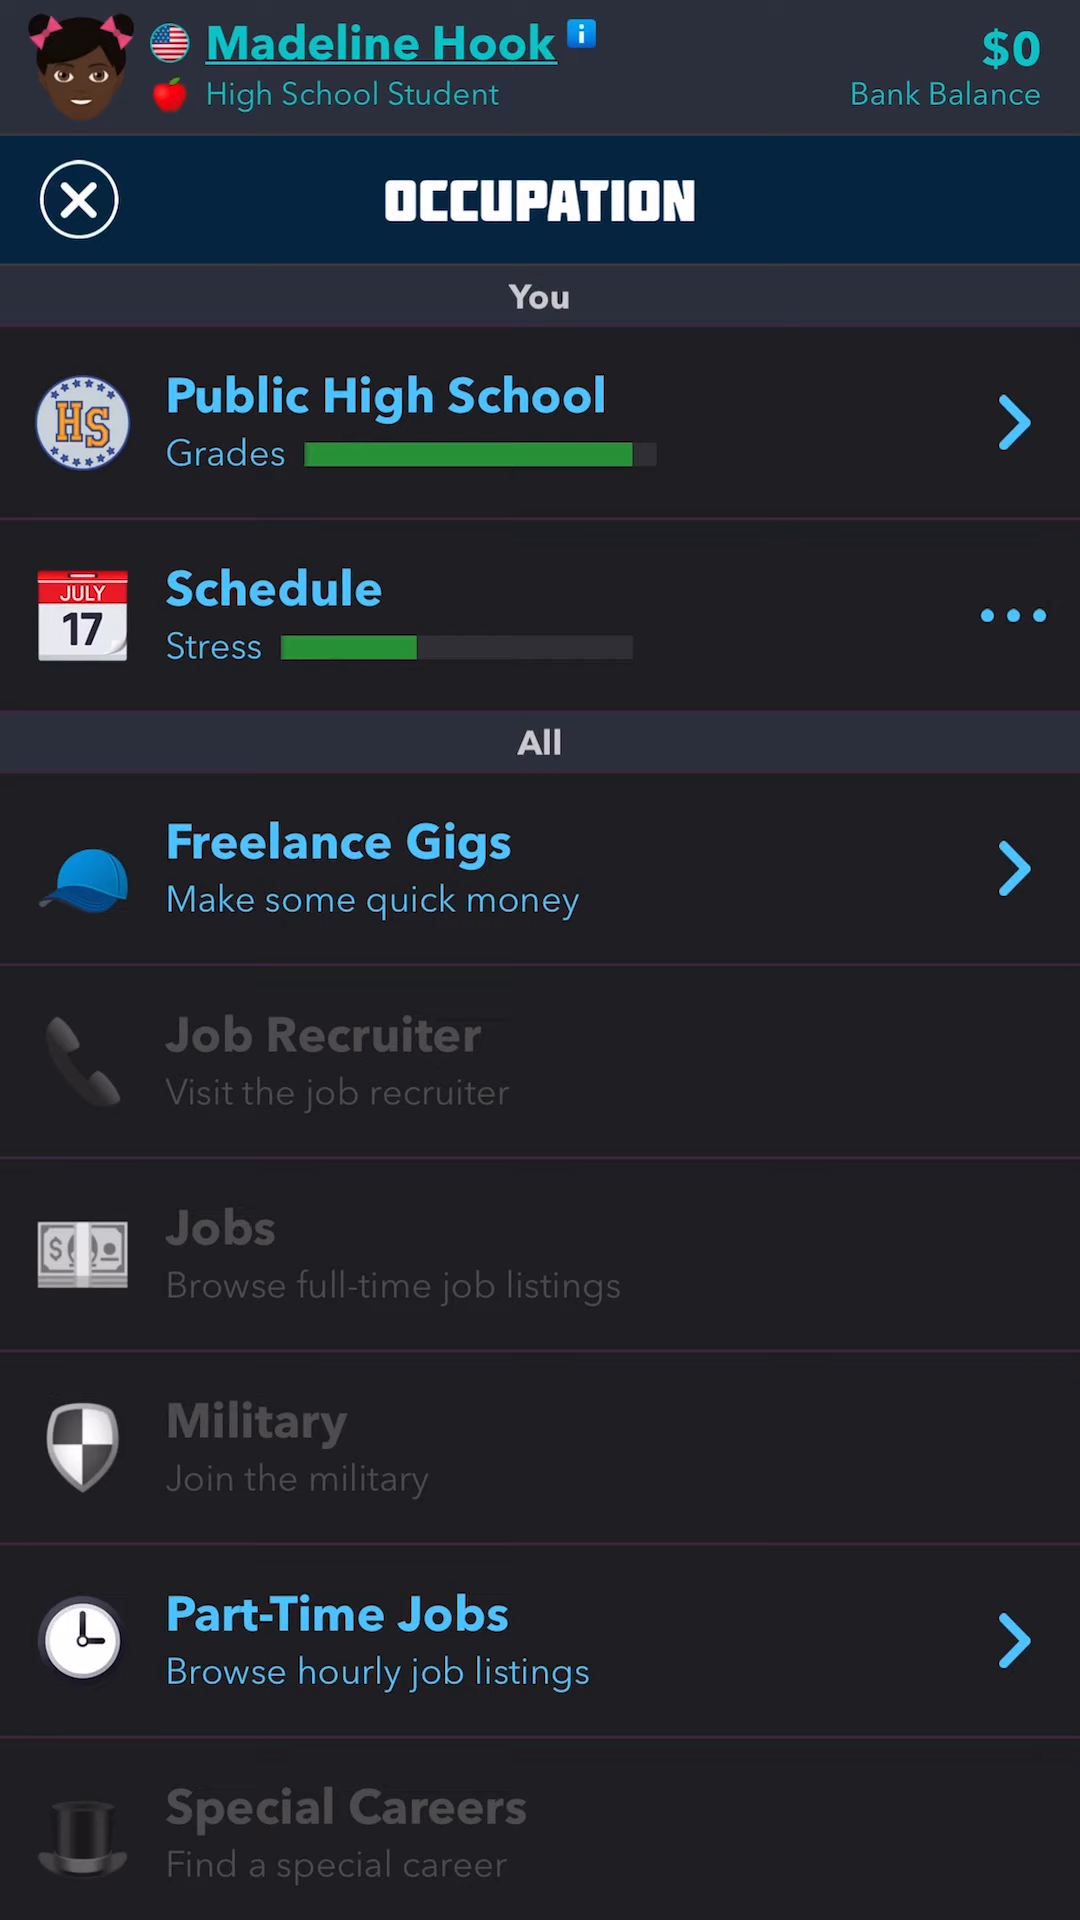 Madeline Hook
$0
High School Student
Bank Balance
OCCUPATION
You
HS
Public High School
Grades
JULY
17
Schedule
Stress
All
Freelance Gigs
Make some quick money
Job Recruiter
Visit the job recruiter
$
Jobs
Browse full-time job listings
Military
Join the military
Part-Time Jobs
Browse hourly job listings
Special Careers
Find a special career